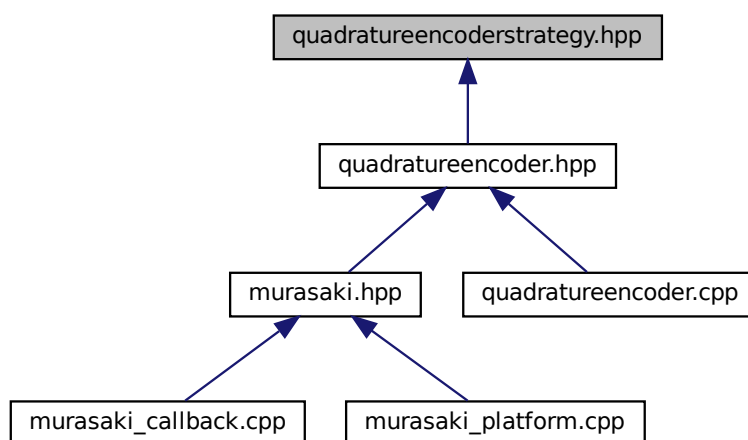 quadratureencoderstrategy.hpp
quadratureencoder.hpp
murasaki.hpp
quadratureencoder.cpp
murasaki_callback.cpp
murasaki_platform.cpp